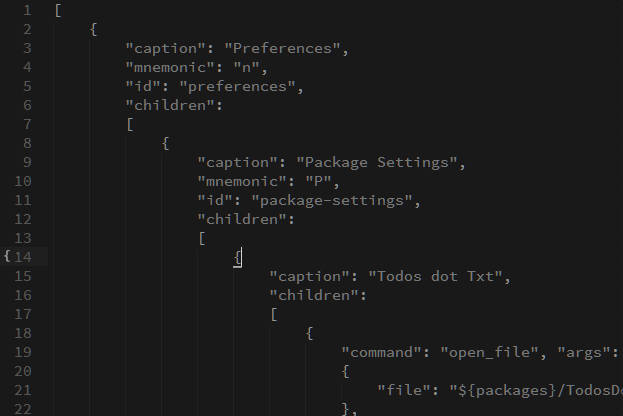 1 [
2 {
3 "caption": "Preferences",
4 "mnemonic": "n",
5 "id": "preferences",
6 "children":
7 [
8 {
9 "caption": "Package Settings",
10 "mnemonic": "P",
11 "id": "package-settings",
12 "children":
13 [
{ 14 {
15 "caption": "Todos dot Txt",
16 "children":
17 [
18 {
19 "command": "open_file", "args":
20 {
21 "file": "${packages}/TodosDo
22 },